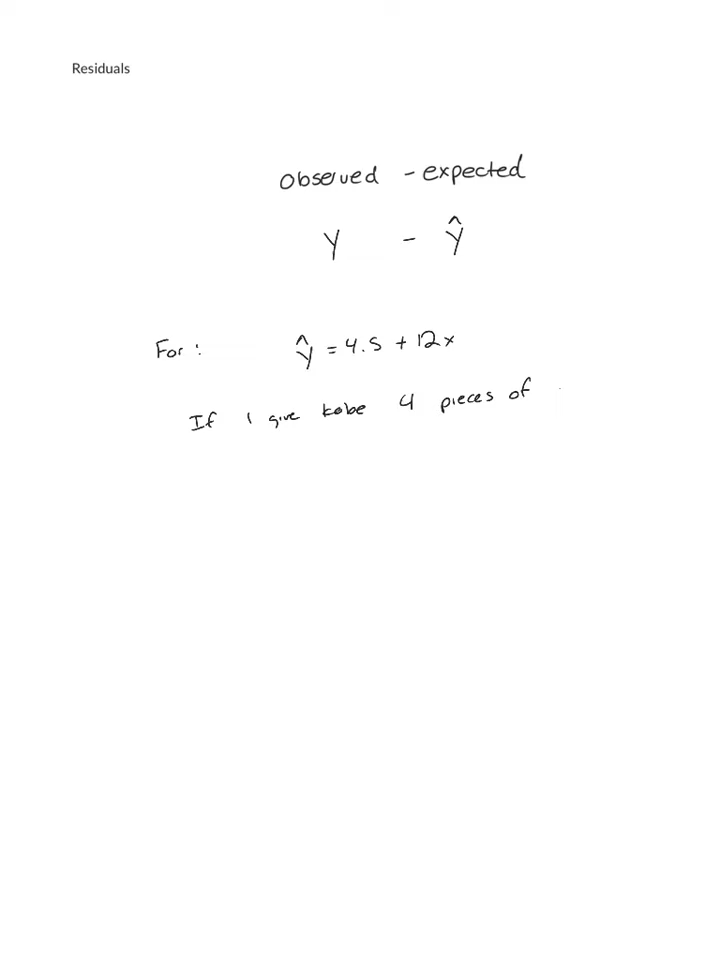 Residuals
observed - expected
Y - Ŷ
For: Ŷ = 4.5 + 12x
If I give kobe 4 pieces of